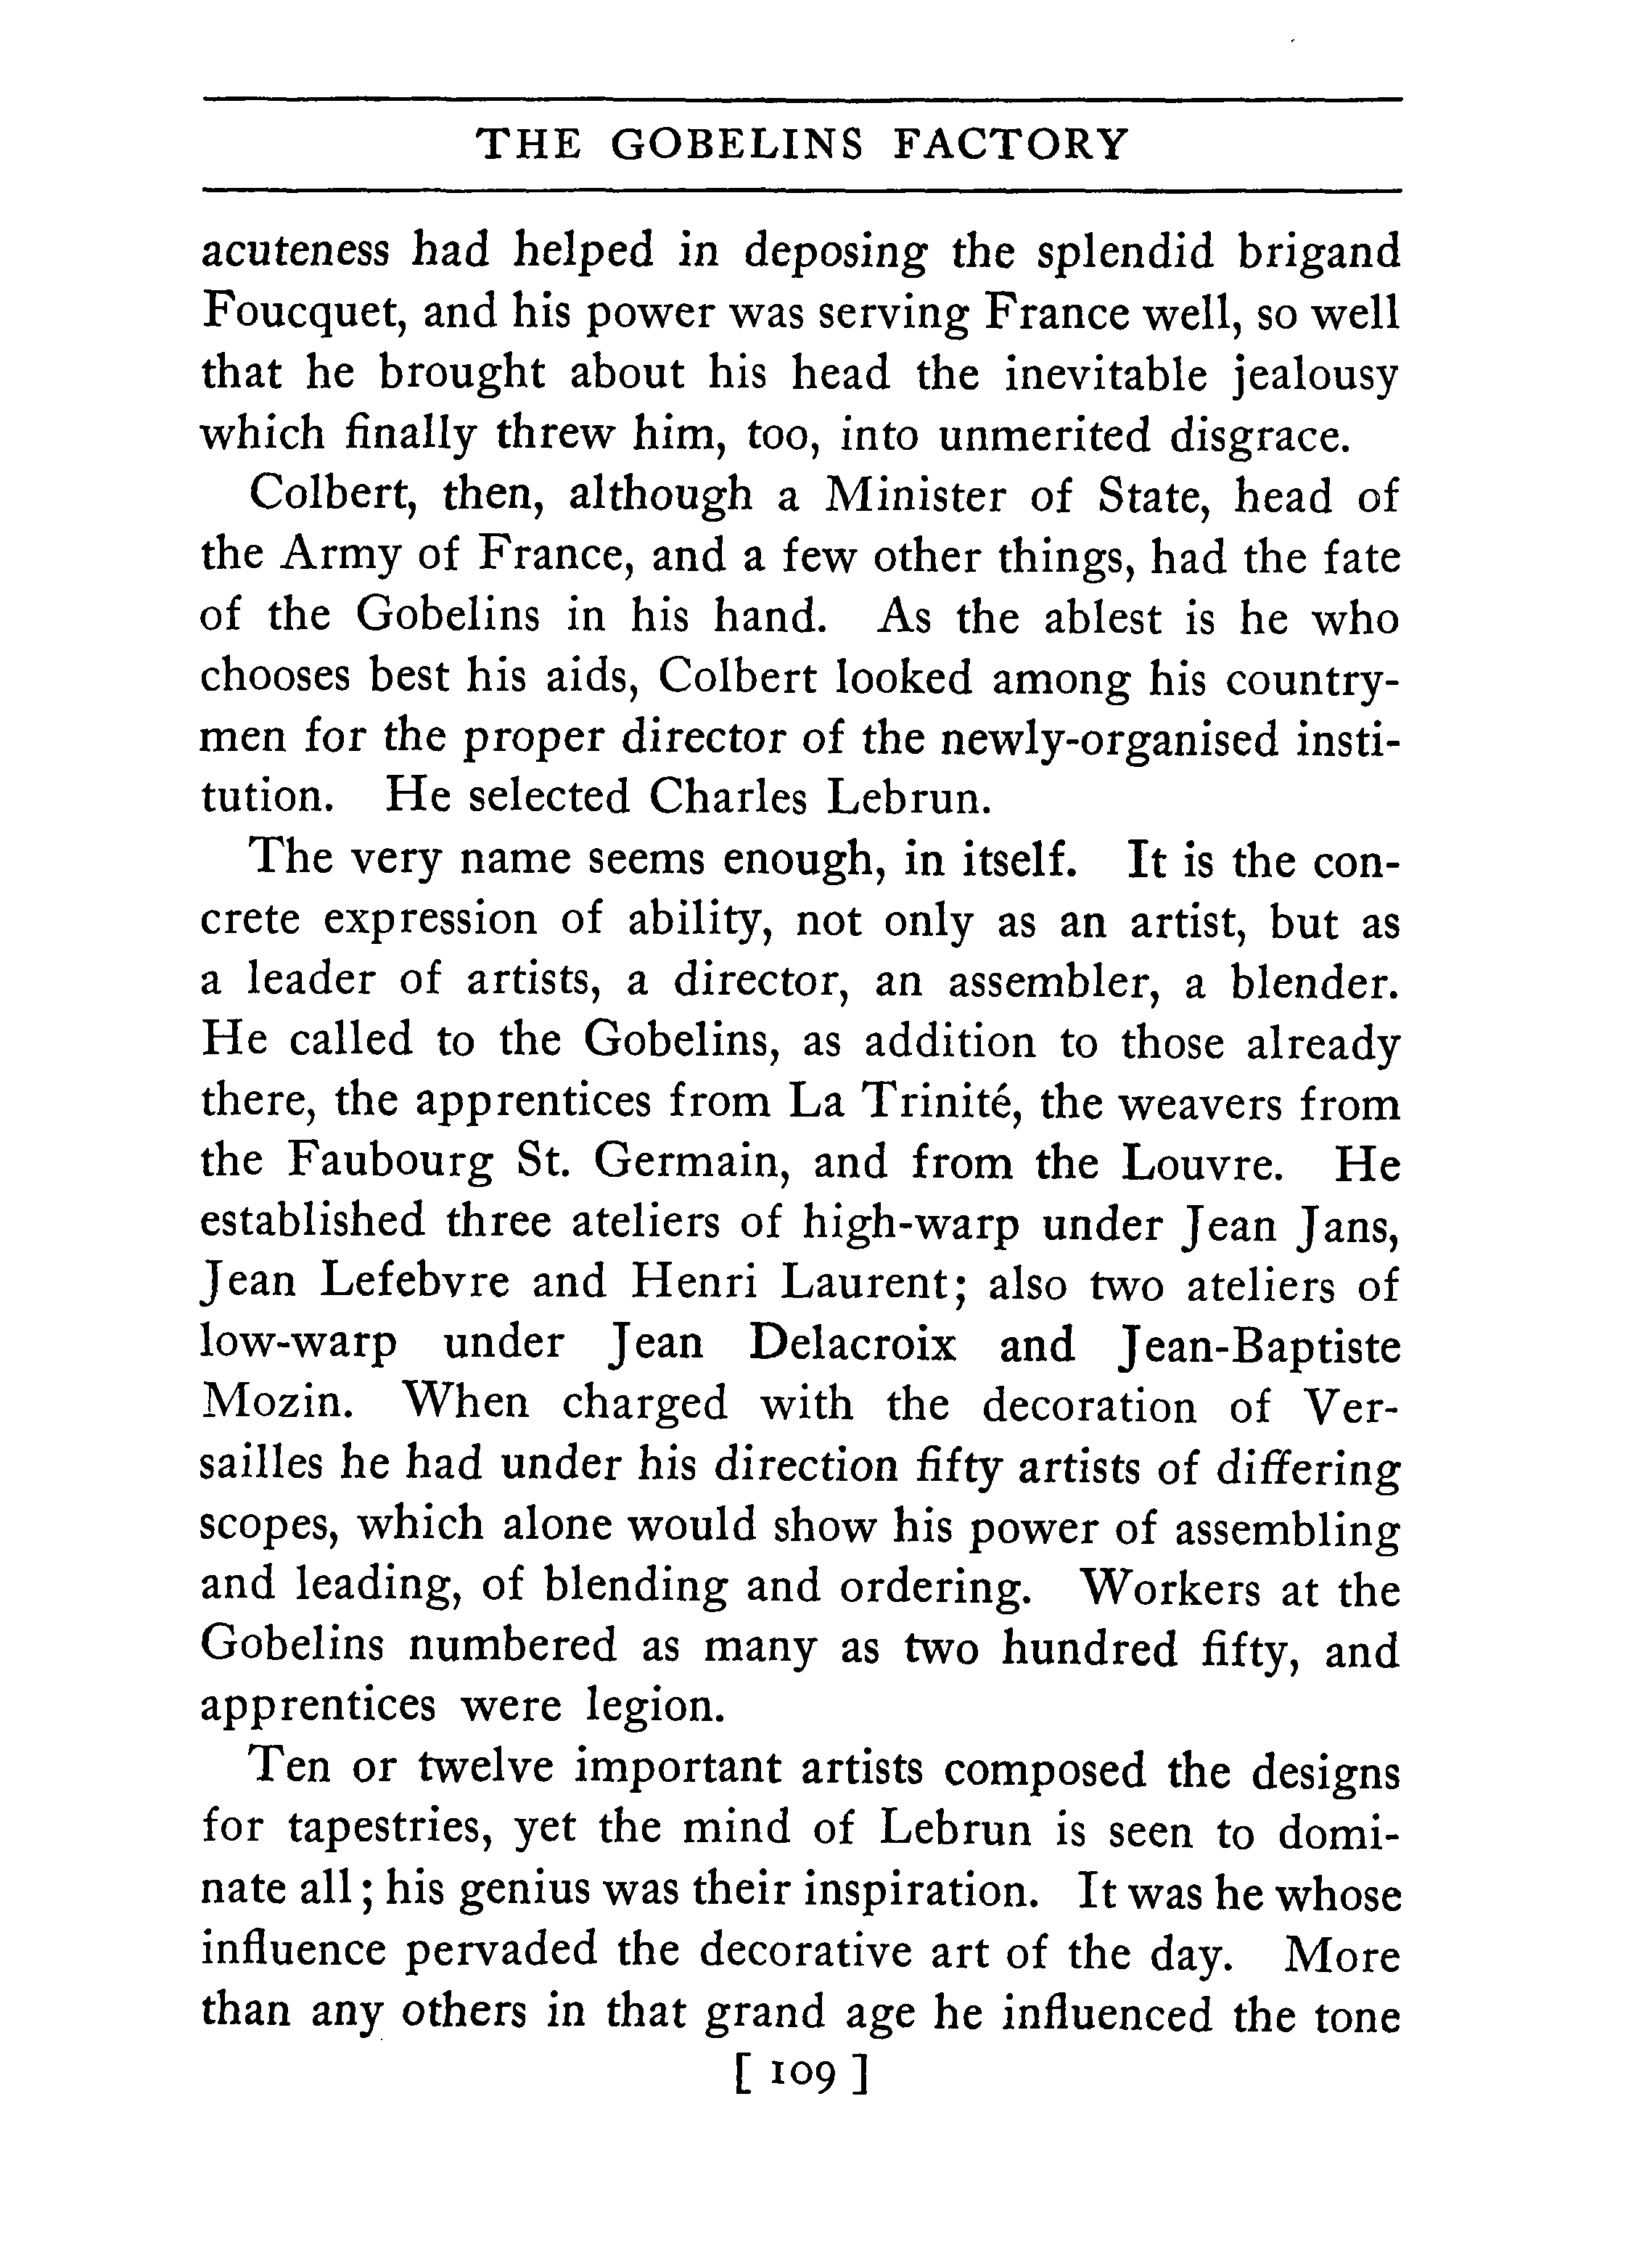 THE GOBELINS FACTORY
acuteness had helped in deposing the splendid brigand
Foucquet, and his power was serving France well, so well
that he brought about his head the inevitable jealousy
which finally threw him, too, into unmerited disgrace.
Colbert, then, although a Minister of State, head of
the Army of France, and a few other things, had the fate
of the Gobelins in his hand. As the ablest is he who
chooses best his aids, Colbert looked among his country-
men for the proper director of the newly-organised insti-
tution. He selected Charles Lebrun.
The very name seems enough, in itself. It is the con-
crete expression of ability, not only as an artist, but as
a leader of artists, a director, an assembler, a blender.
He called to the Gobelins, as addition to those already
there, the apprentices from La Trinité, the weavers from
the Faubourg St. Germain, and from the Louvre. He
established three ateliers of high-warp under Jean Jans,
Jean Lefebvre and Henri Laurent; also two ateliers of
low-warp under Jean Delacroix and Jean-Baptiste
Mozin. When charged with the decoration of Ver-
sailles he had under his direction fifty artists of differing
scopes, which alone would show his power of assembling
and leading, of blending and ordering. Workers at the
Gobelins numbered as many as two hundred fifty, and
apprentices were legion.
Ten or twelve important artists composed the designs
for tapestries, yet the mind of Lebrun is seen to domi-
nate all; his genius was their inspiration. It was he whose
influence pervaded the decorative art of the day. More
than any others in that grand age he influenced the tone
[ 109 ]